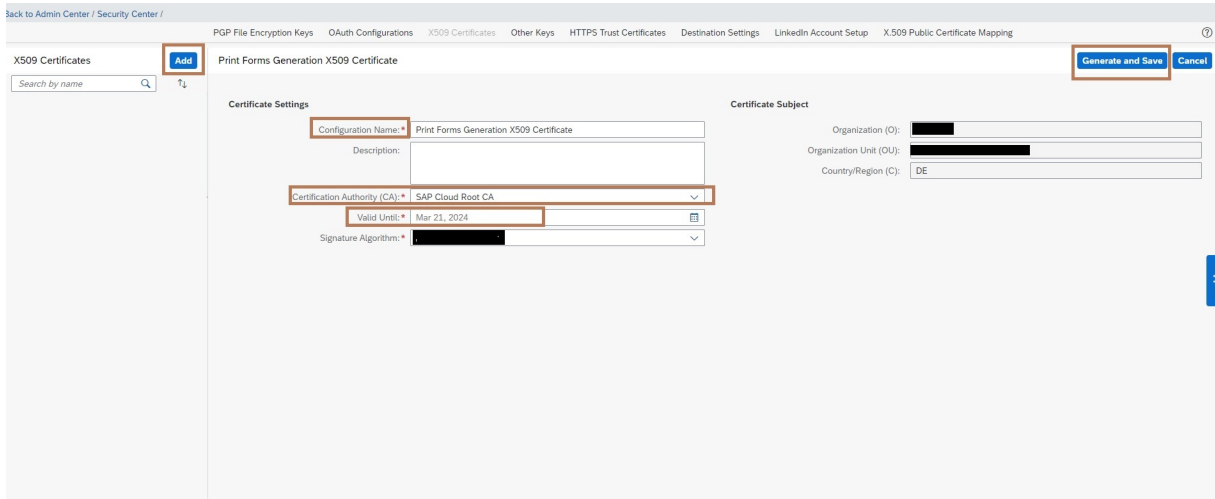 Back to Admin Center / Security Center /
PGP File Encryption Keys OAuth Configurations X509 Certificates Other Keys HTTPS Trust Certificates Destination Settings LinkedIn Account Setup X.509 Public Certificate Mapping
X509 Certificates Add Print Forms Generation X509 Certificate Generate and Save Cancel
Search by name
Certificate Settings Certificate Subject
Configuration Name:* Print Forms Generation X509 Certificate Organization (O):
Description: Organization Unit (OU):
Country/Region (C): DE
Certification Authority (CA):* SAP Cloud Root CA
Valid Until:* Mar 21, 2024
Signature Algorithm:*